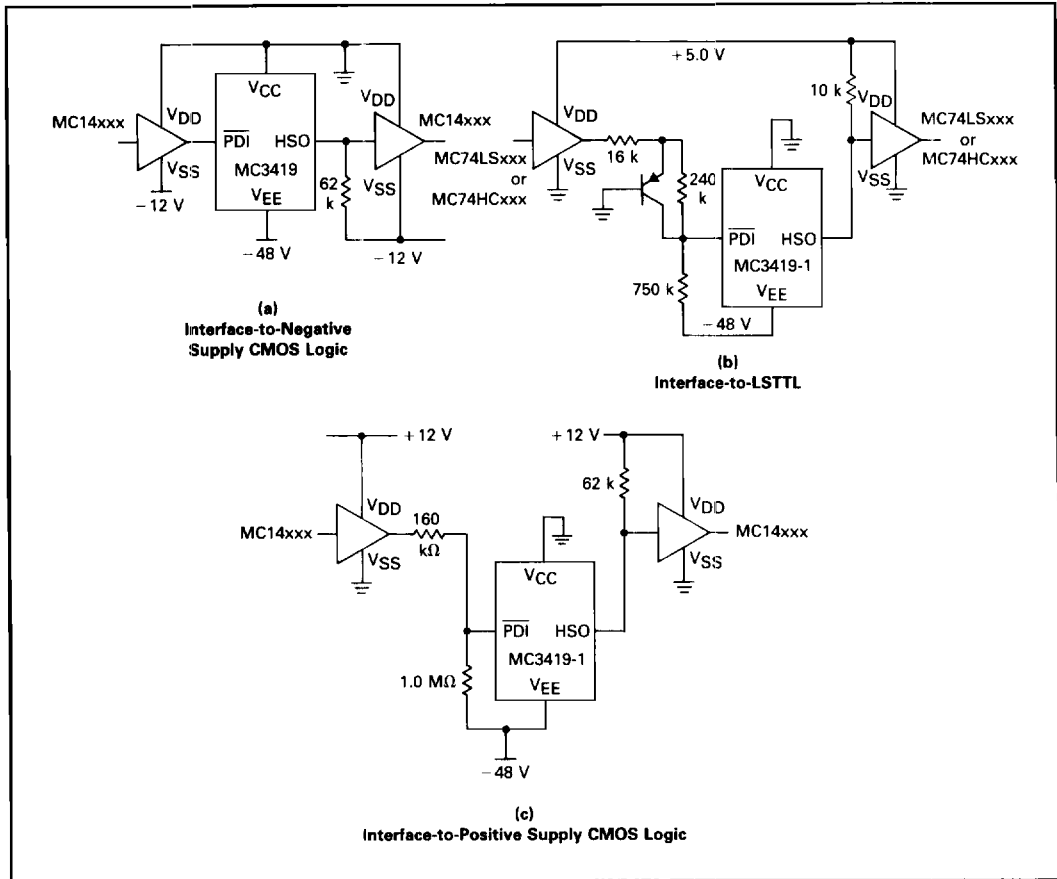 VCC
VDD
VDD
MC14xxx
PDI
HSO
MC14xxx
MC3419
VSS
62
k
VSS
VEE
− 12 V
− 48 V
− 12 V
(a)
Interface-to-Negative
Supply CMOS Logic
+ 5.0 V
10 k
VDD
VDD
MC74LSxxx
or
MC74HCxxx
16 k
MC74LSxxx
or
MC74HCxxx
VSS
VSS
240
k
VCC
PDI
HSO
MC3419-1
750 k
VEE
− 48 V
(b)
Interface-to-LSTTL
+ 12 V
+ 12 V
62 k
VDD
VDD
MC14xxx
160
kΩ
MC14xxx
VSS
VSS
VCC
PDI
HSO
MC3419-1
1.0 MΩ
VEE
− 48 V
(c)
Interface-to-Positive Supply CMOS Logic